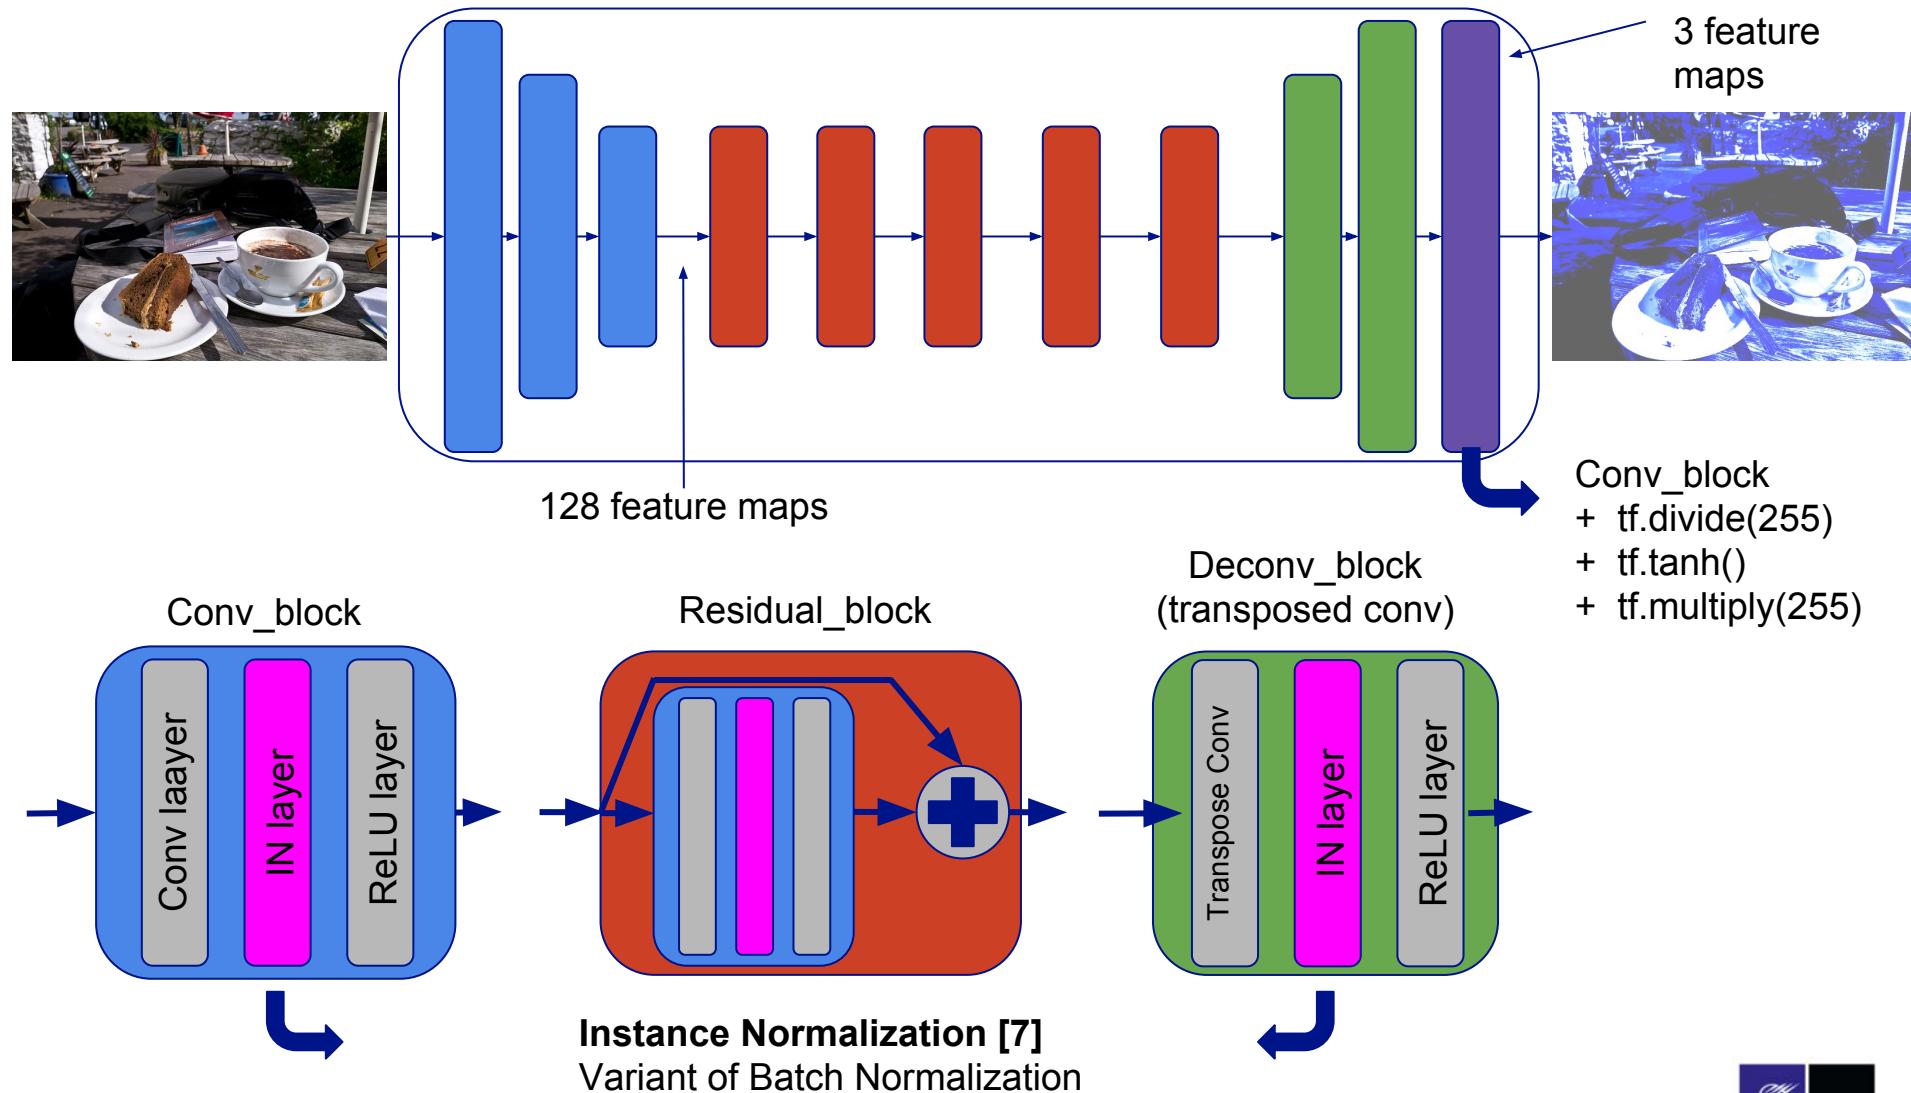 3 feature
maps
128 feature maps
Conv_block
+ tf.divide(255)
+ tf.tanh()
+ tf.multiply(255)
Conv_block
Residual_block
Deconv_block
(transposed conv)
Conv laayer
IN layer
ReLU layer
Transpose Conv
IN layer
ReLU layer
Instance Normalization [7]
Variant of Batch Normalization